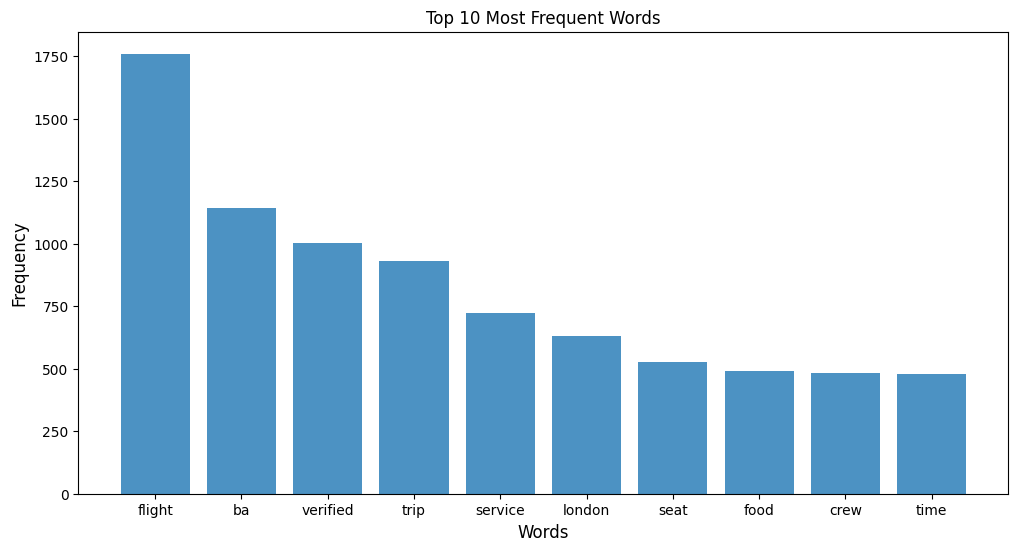 Top 10 Most Frequent Words
Frequency
1750
1500
1250
1000
750
500
250
0
flight ba verified trip service london seat food crew time
Words